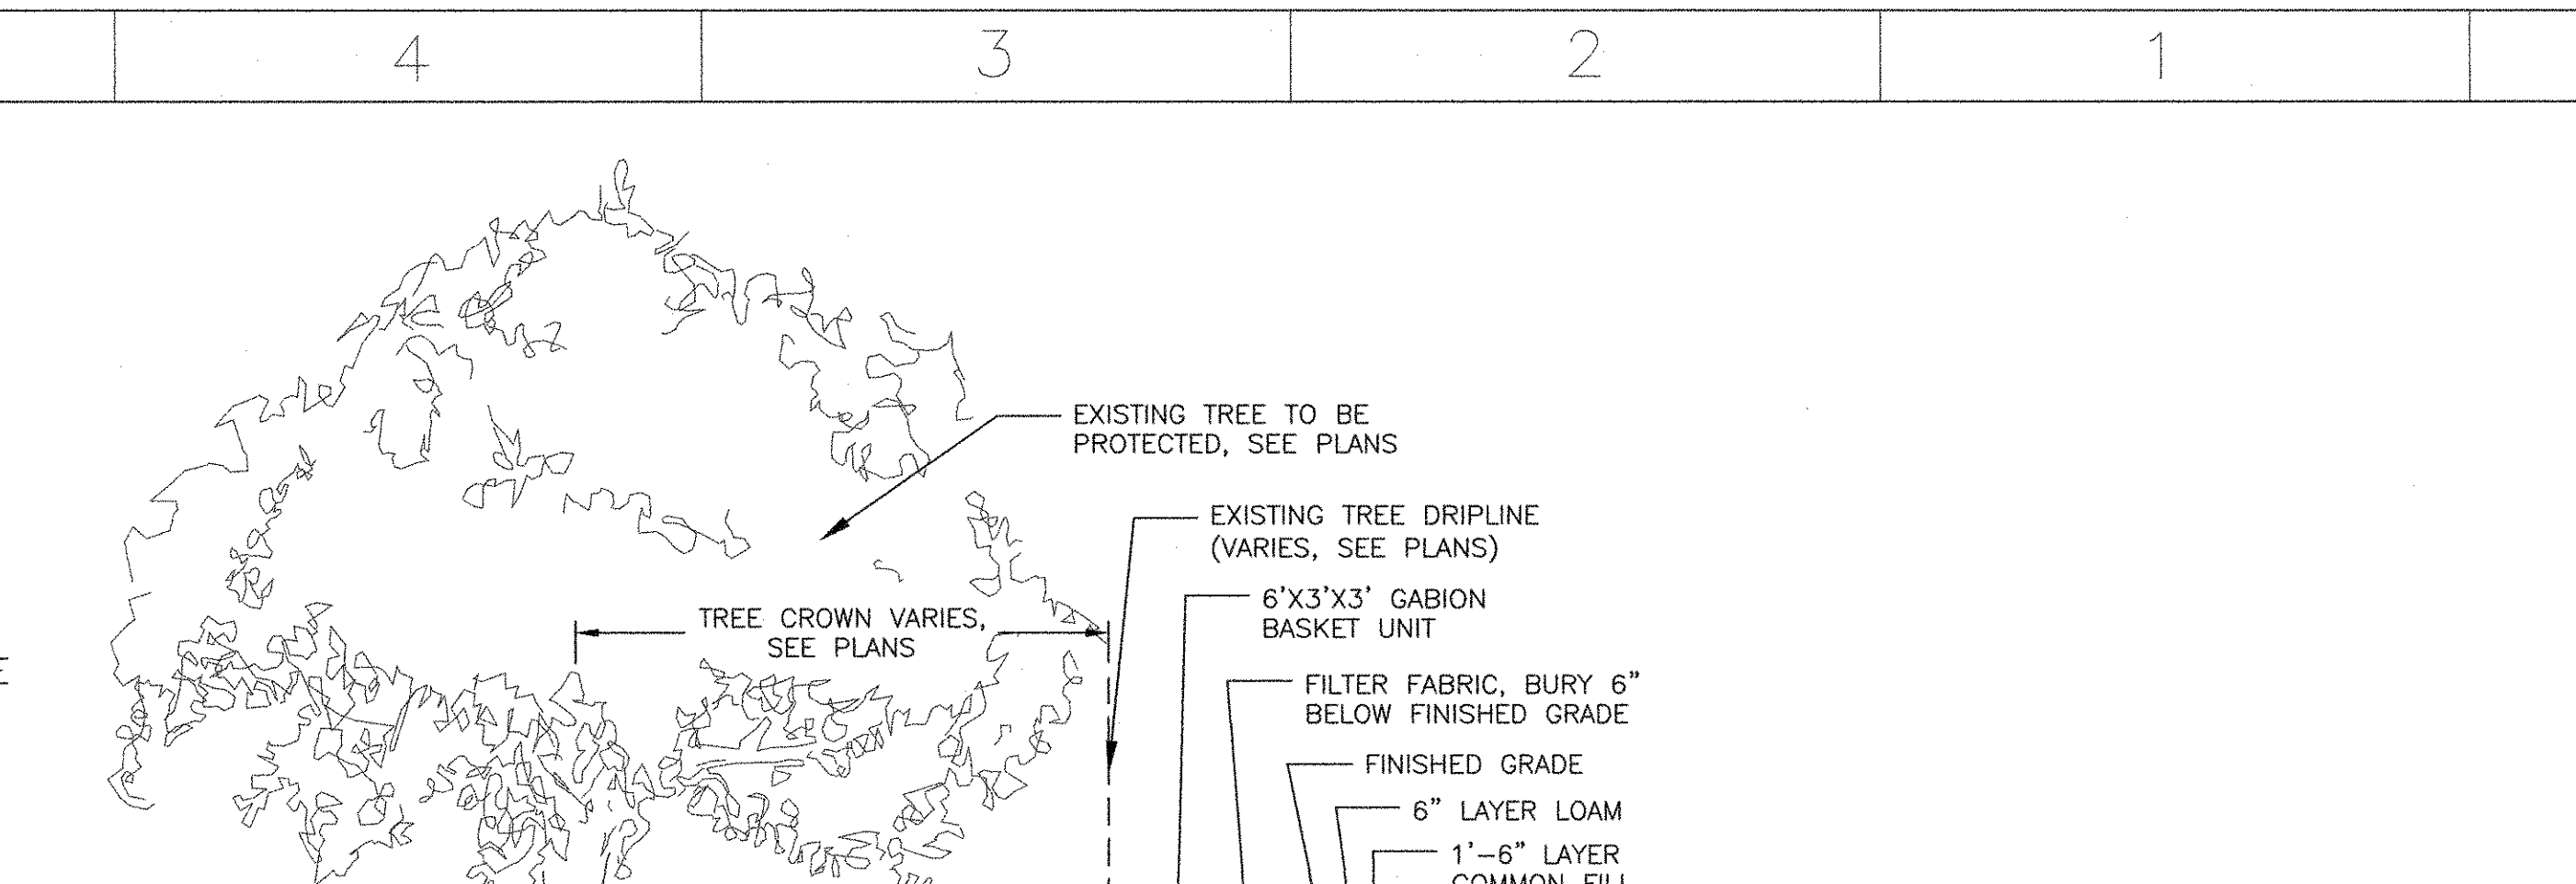 4 3 2 1
EXISTING TREE TO BE
PROTECTED, SEE PLANS
EXISTING TREE DRIPLINE
(VARIES, SEE PLANS)
6'X3'X3' GABION
BASKET UNIT
TREE CROWN VARIES,
SEE PLANS
FILTER FABRIC, BURY 6"
BELOW FINISHED GRADE
FINISHED GRADE
6" LAYER LOAM
1'-6" LAYER
COMMON FILL